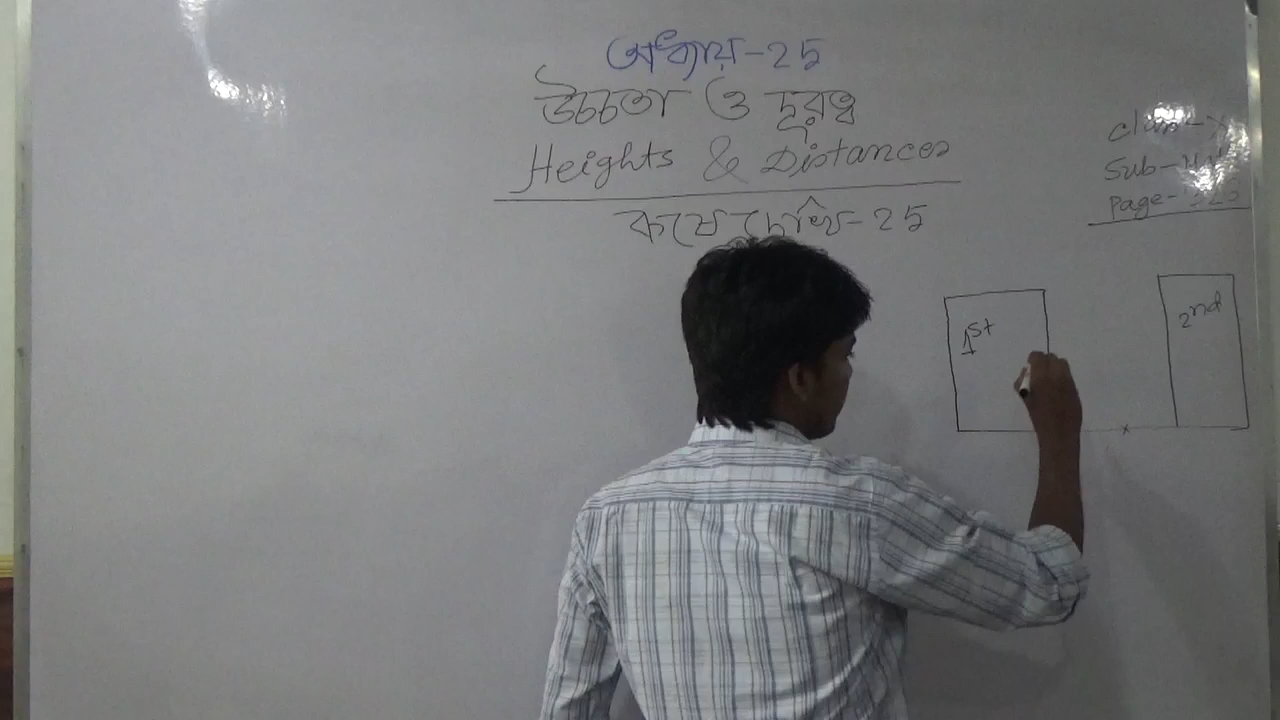 অধ্যায়-25
উচ্চতা ও দূরত্ব
Heights & Distances
কষে দেখি-25
class-X
Sub-
Page-
1st
2nd